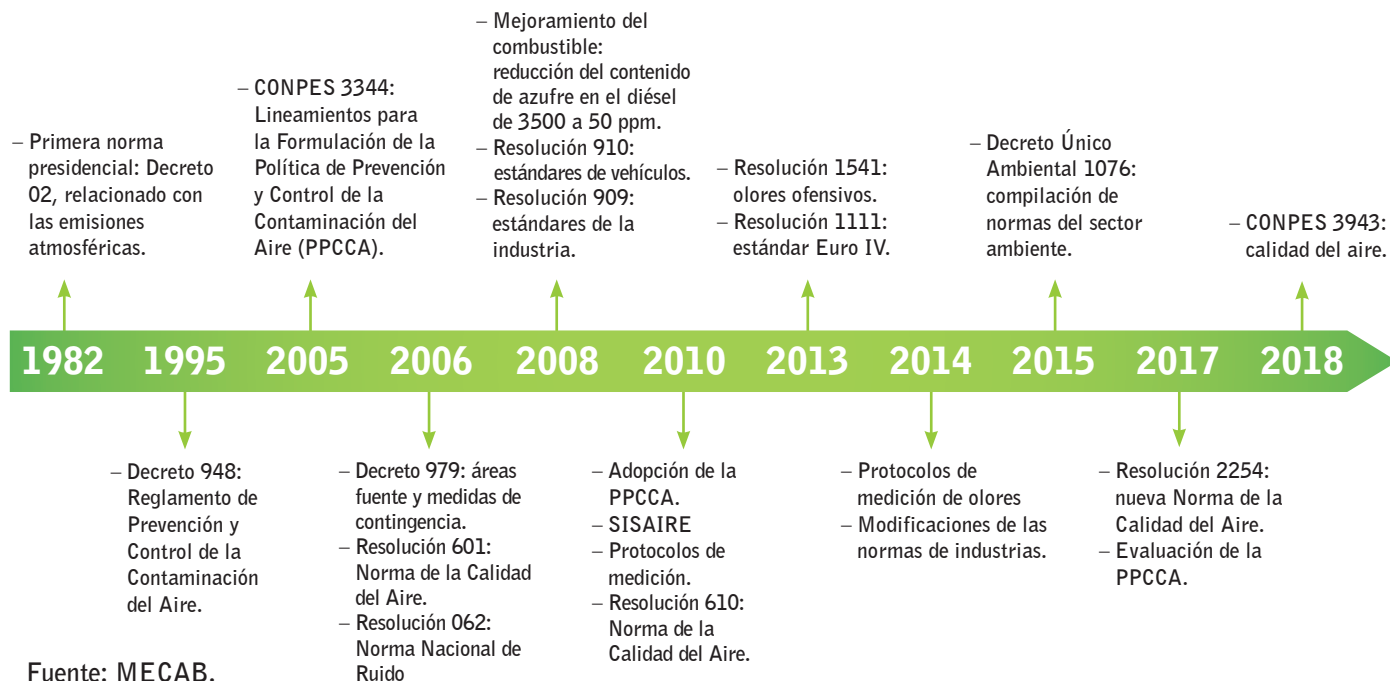 – Primera norma
presidencial: Decreto
02, relacionado con
las emisiones
atmosféricas.
– CONPES 3344:
Lineamientos para
la Formulación de la
Política de Prevención
y Control de la
Contaminación del
Aire (PPCCA).
– Mejoramiento del
combustible:
reducción del contenido
de azufre en el diésel
de 3500 a 50 ppm.
– Resolución 910:
estándares de vehículos.
– Resolución 909:
estándares de la
industria.
– Resolución 1541:
olores ofensivos.
– Resolución 1111:
estándar Euro IV.
– Decreto Único
Ambiental 1076:
compilación de
normas del sector
ambiente.
– CONPES 3943:
calidad del aire.
1982 1995 2005 2006 2008 2010 2013 2014 2015 2017 2018
– Decreto 948:
Reglamento de
Prevención y
Control de la
Contaminación
del Aire.
– Decreto 979: áreas
fuente y medidas de
contingencia.
– Resolución 601:
Norma de la Calidad
del Aire.
– Resolución 062:
Norma Nacional de
Ruido
– Adopción de la
PPCCA.
– SISAIRE
– Protocolos de
medición.
– Resolución 610:
Norma de la
Calidad del Aire.
– Protocolos de
medición de olores
– Modificaciones de las
normas de industrias.
– Resolución 2254:
nueva Norma de la
Calidad del Aire.
– Evaluación de la
PPCCA.
Fuente: MECAB.